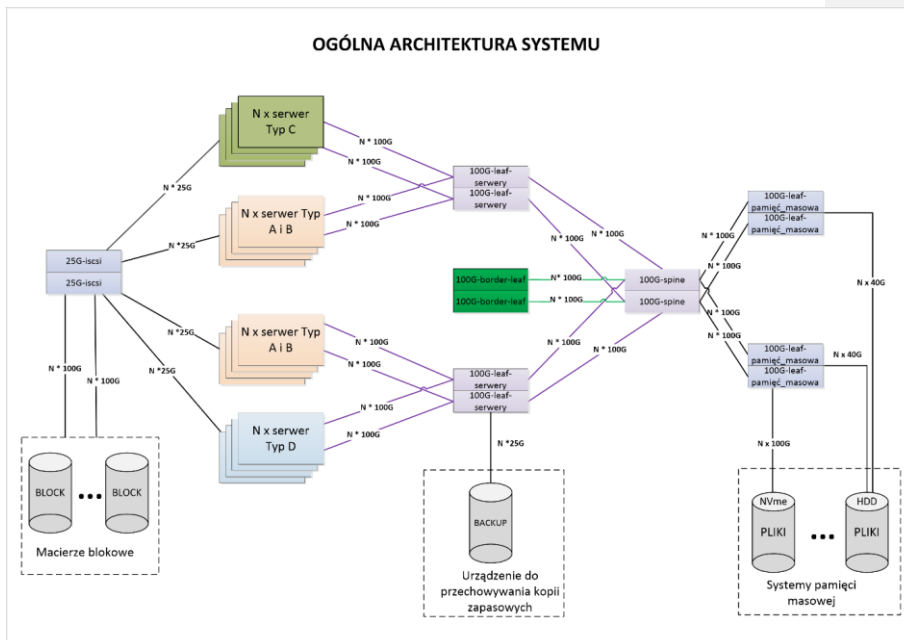 OGÓLNA ARCHITEKTURA SYSTEMU
N x serwer
Typ C
N * 100G
N * 100G
N * 25G
100G-leaf-
serwery
100G-leaf-
serwery
N x serwer Typ
A i B
N * 100G
N * 100G
N *25G
N * 100G
N * 100G
100G-leaf-
pamięć_masowa
100G-leaf-
pamięć_masowa
N * 100G
N * 100G
25G-iscsi
25G-iscsi
100G-border-leaf
100G-border-leaf
N * 100G
N * 100G
100G-spine
100G-spine
N x 40G
N x serwer Typ
A i B
N *25G
N *25G
N * 100G
N * 100G
N * 100G
N * 100G
N * 100G
N * 100G
100G-leaf-
pamięć_masowa
100G-leaf-
pamięć_masowa
N x 40G
N * 100G
N * 100G
100G-leaf-
serwery
100G-leaf-
serwery
N x serwer
Typ D
N * 100G
N * 100G
N *25G
N x 100G
BLOCK
BLOCK
Macierze blokowe
BACKUP
Urządzenie do
przechowywania kopii
zapasowych
NVme
PLIKI
HDD
PLIKI
Systemy pamięci
masowej